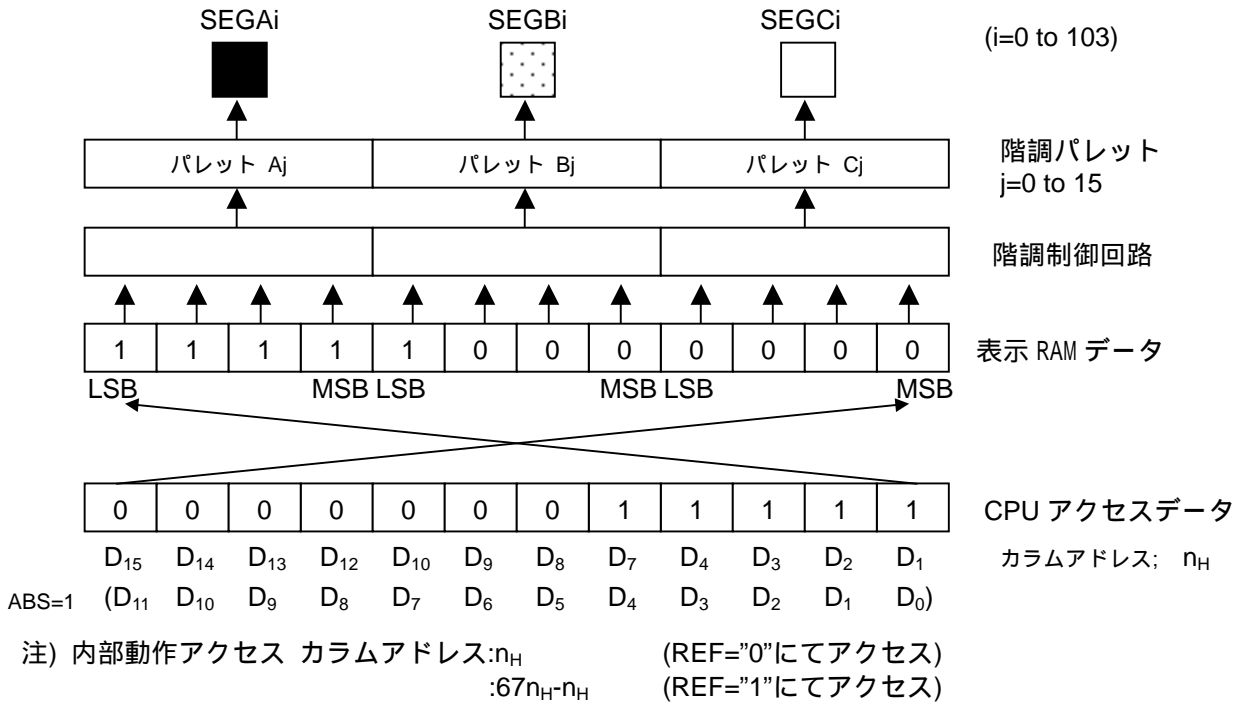 SEGAi SEGBi SEGCi (i=0 to 103)
パレット Aj パレット Bj パレット Cj 階調パレット
j=0 to 15
階調制御回路
1 1 1 1 1 0 0 0 0 0 0 0 表示 RAM データ
LSB MSB LSB MSB LSB MSB
0 0 0 0 0 0 0 1 1 1 1 1 CPU アクセスデータ
D15 D14 D13 D12 D10 D9 D8 D7 D4 D3 D2 D1 カラムアドレス; nH
ABS=1 (D11 D10 D9 D8 D7 D6 D5 D4 D3 D2 D1 D0)
注) 内部動作アクセス カラムアドレス:nH (REF=”0”にてアクセス)
:67nH-nH (REF=”1”にてアクセス)